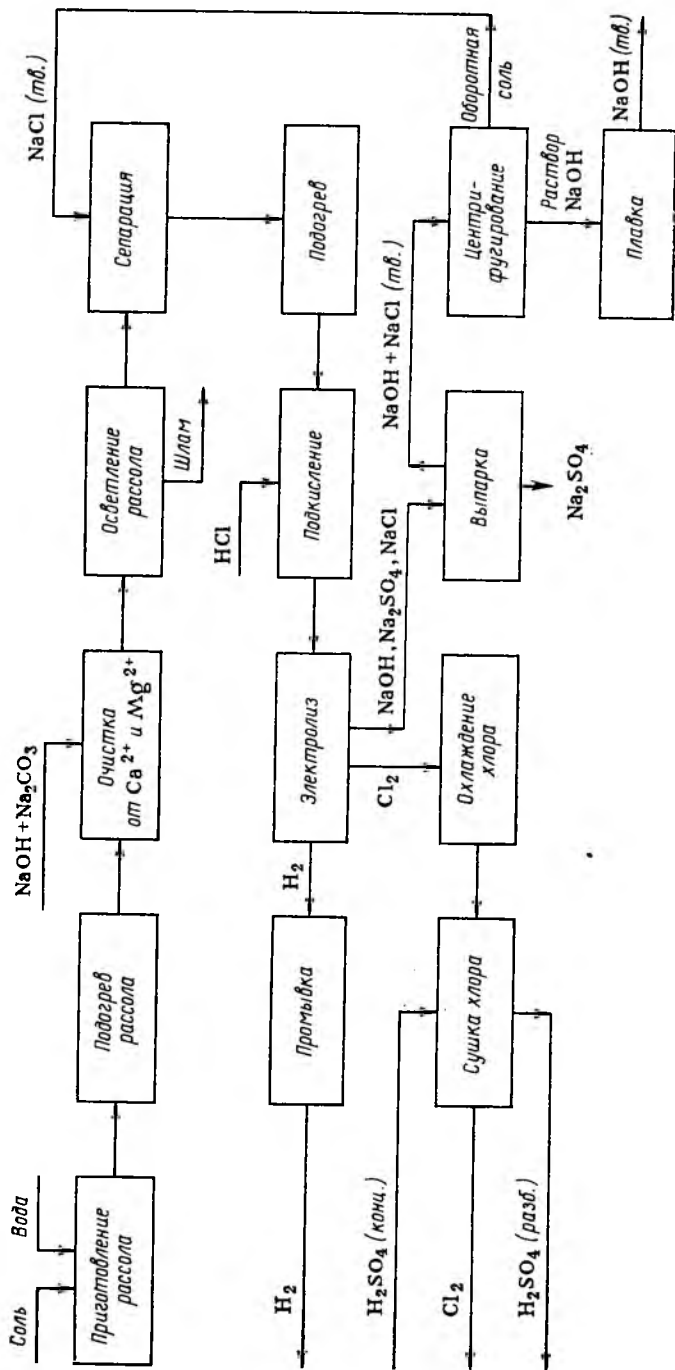 Соль
Вода
Приготовление
рассола
Подогрев
рассола
NaOH + Na₂CO₃
Очистка
от Ca²⁺ и Mg²⁺
Осветление
рассола
Шлам
NaCl (тв.)
Сепарация
H₂
Промывка
H₂
Электролиз
HCl
Подкисление
Подогрев
NaOH, Na₂SO₄, NaCl
Cl₂
NaOH + NaCl (тв.)
Оборотная
соль
H₂SO₄ (конц.)
Cl₂
H₂SO₄ (разб.)
Сушка хлора
Охлаждение
хлора
Выпарка
Na₂SO₄
Центри-
фугирование
Раствор
NaOH
Плавка
NaOH (тв.)